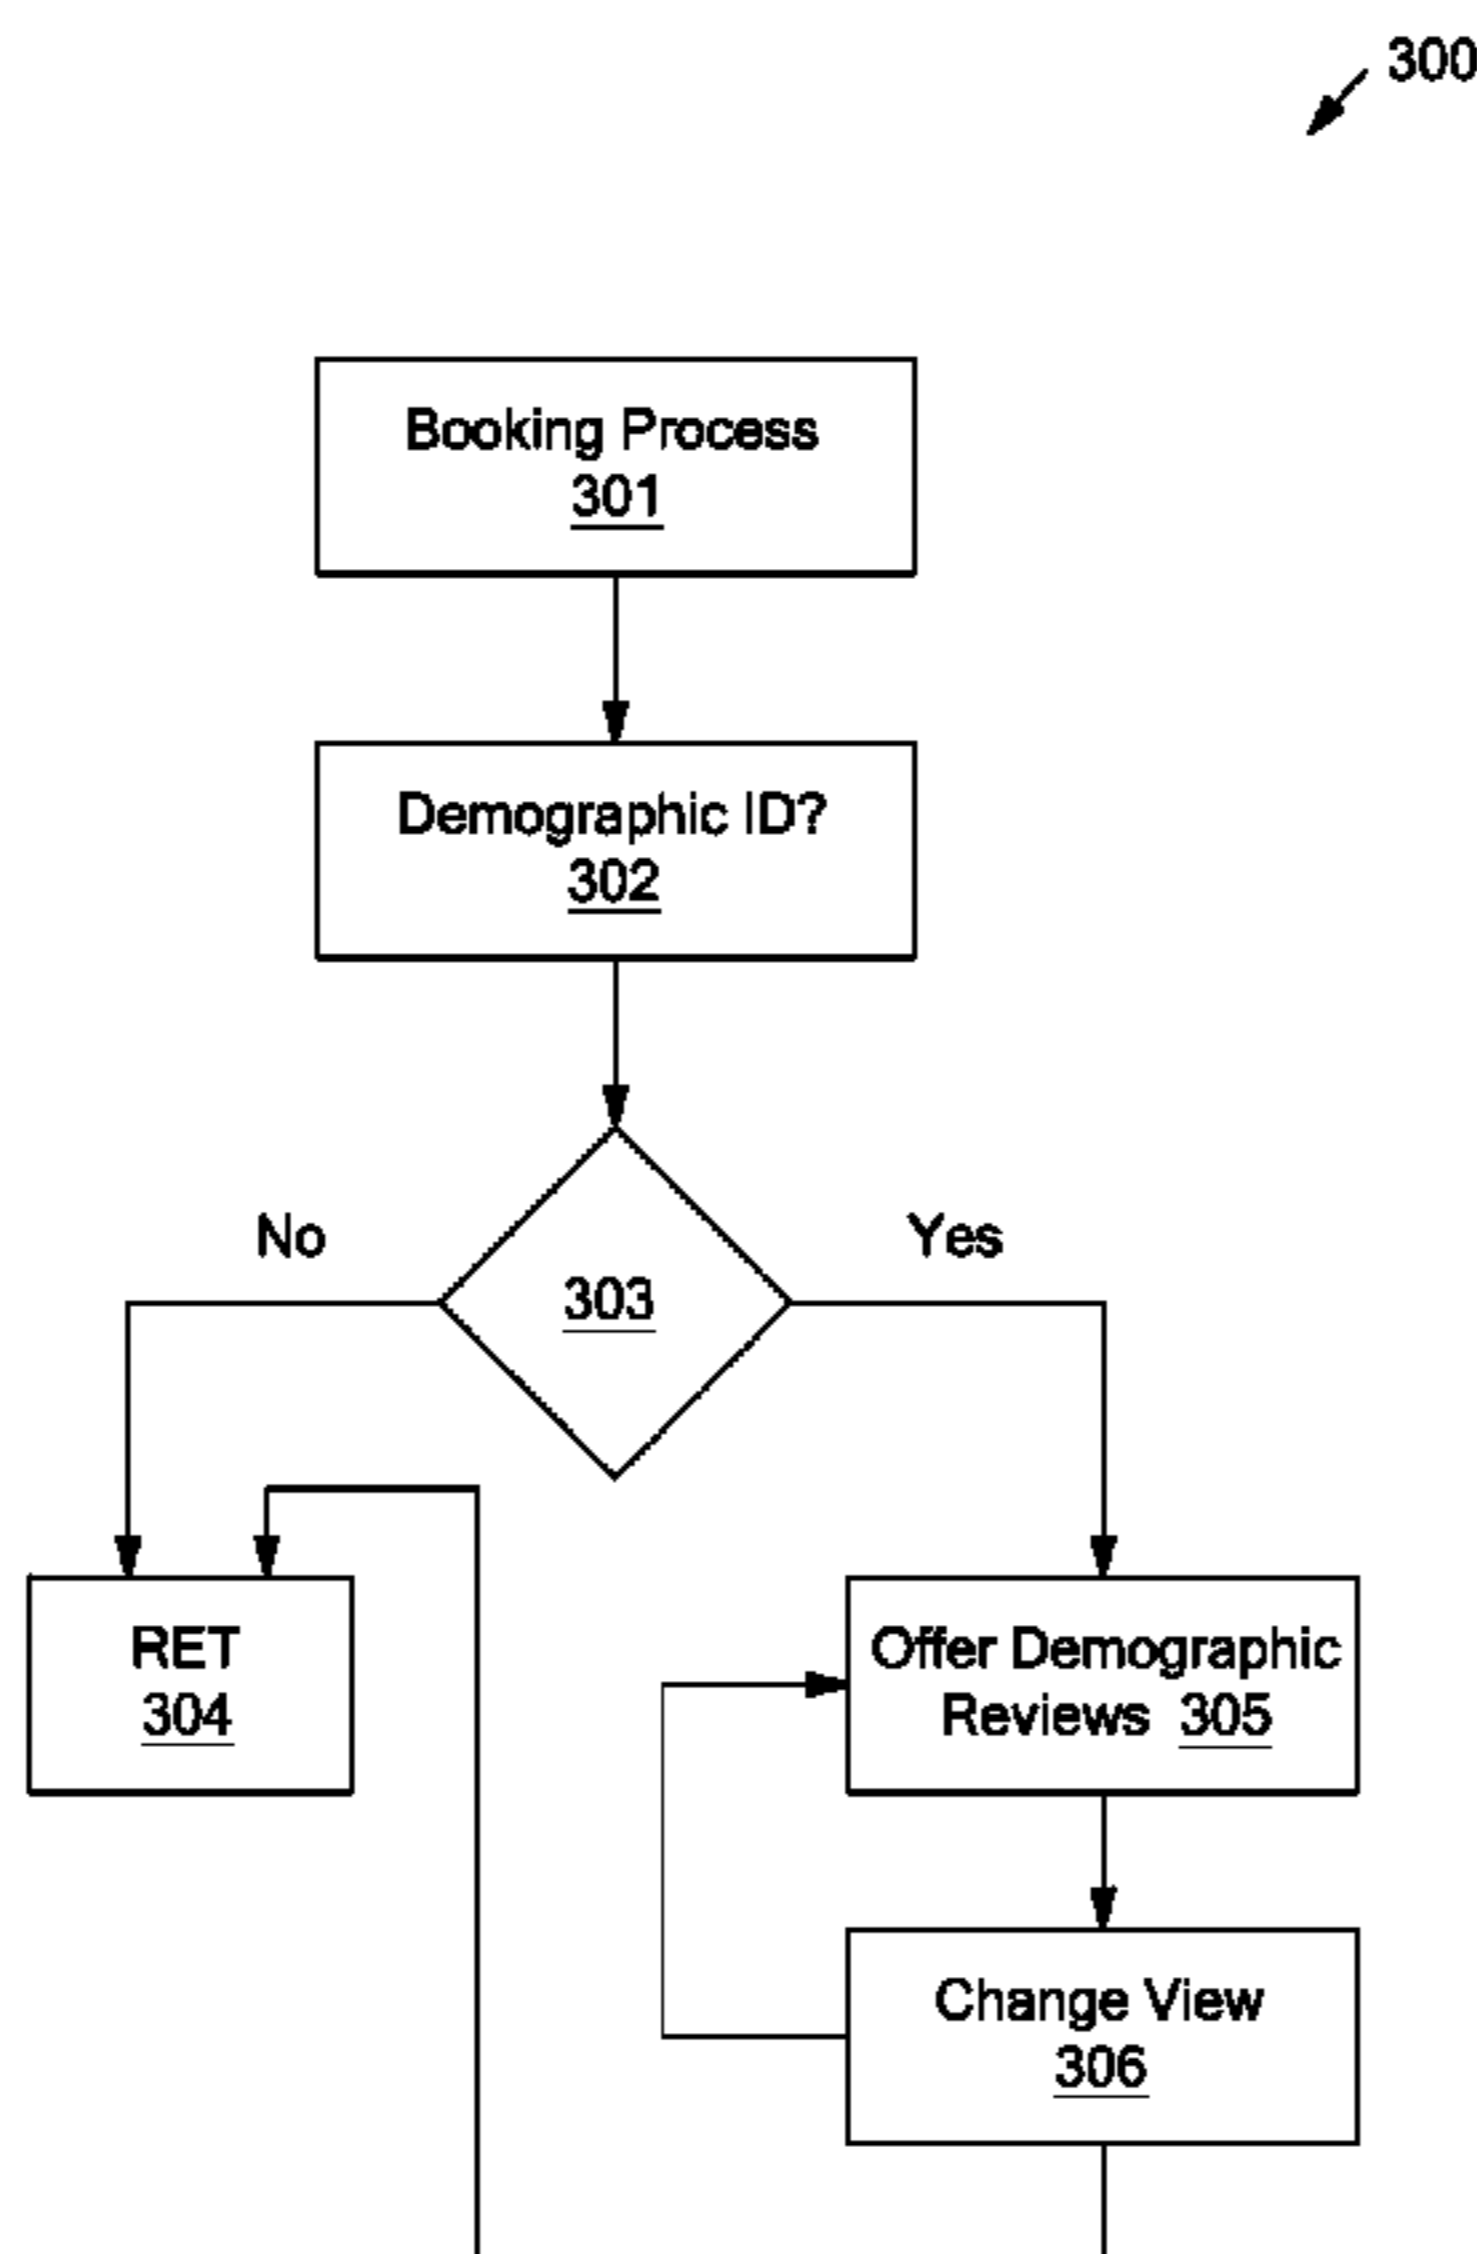 300
Booking Process
301
Demographic ID?
302
No
Yes
303
RET
304
Offer Demographic
Reviews 305
Change View
306